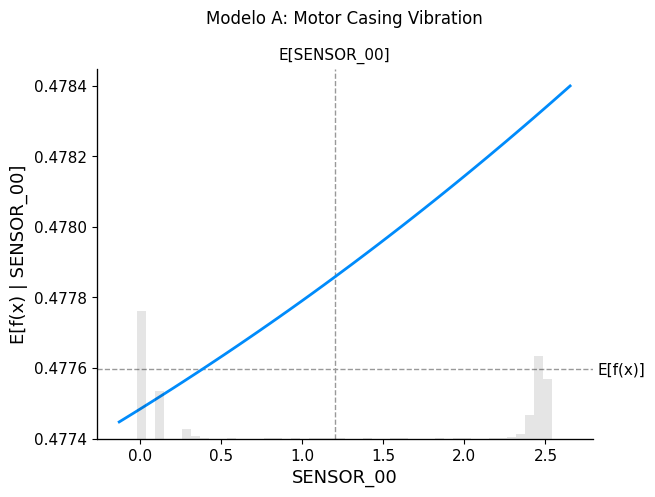 Modelo A: Motor Casing Vibration
E[SENSOR_00]
0.4784
0.4782
0.4780
0.4778
0.4776
0.4774
E[f(x) | SENSOR_00]
E[f(x)]
0.0 0.5 1.0 1.5 2.0 2.5
SENSOR_00